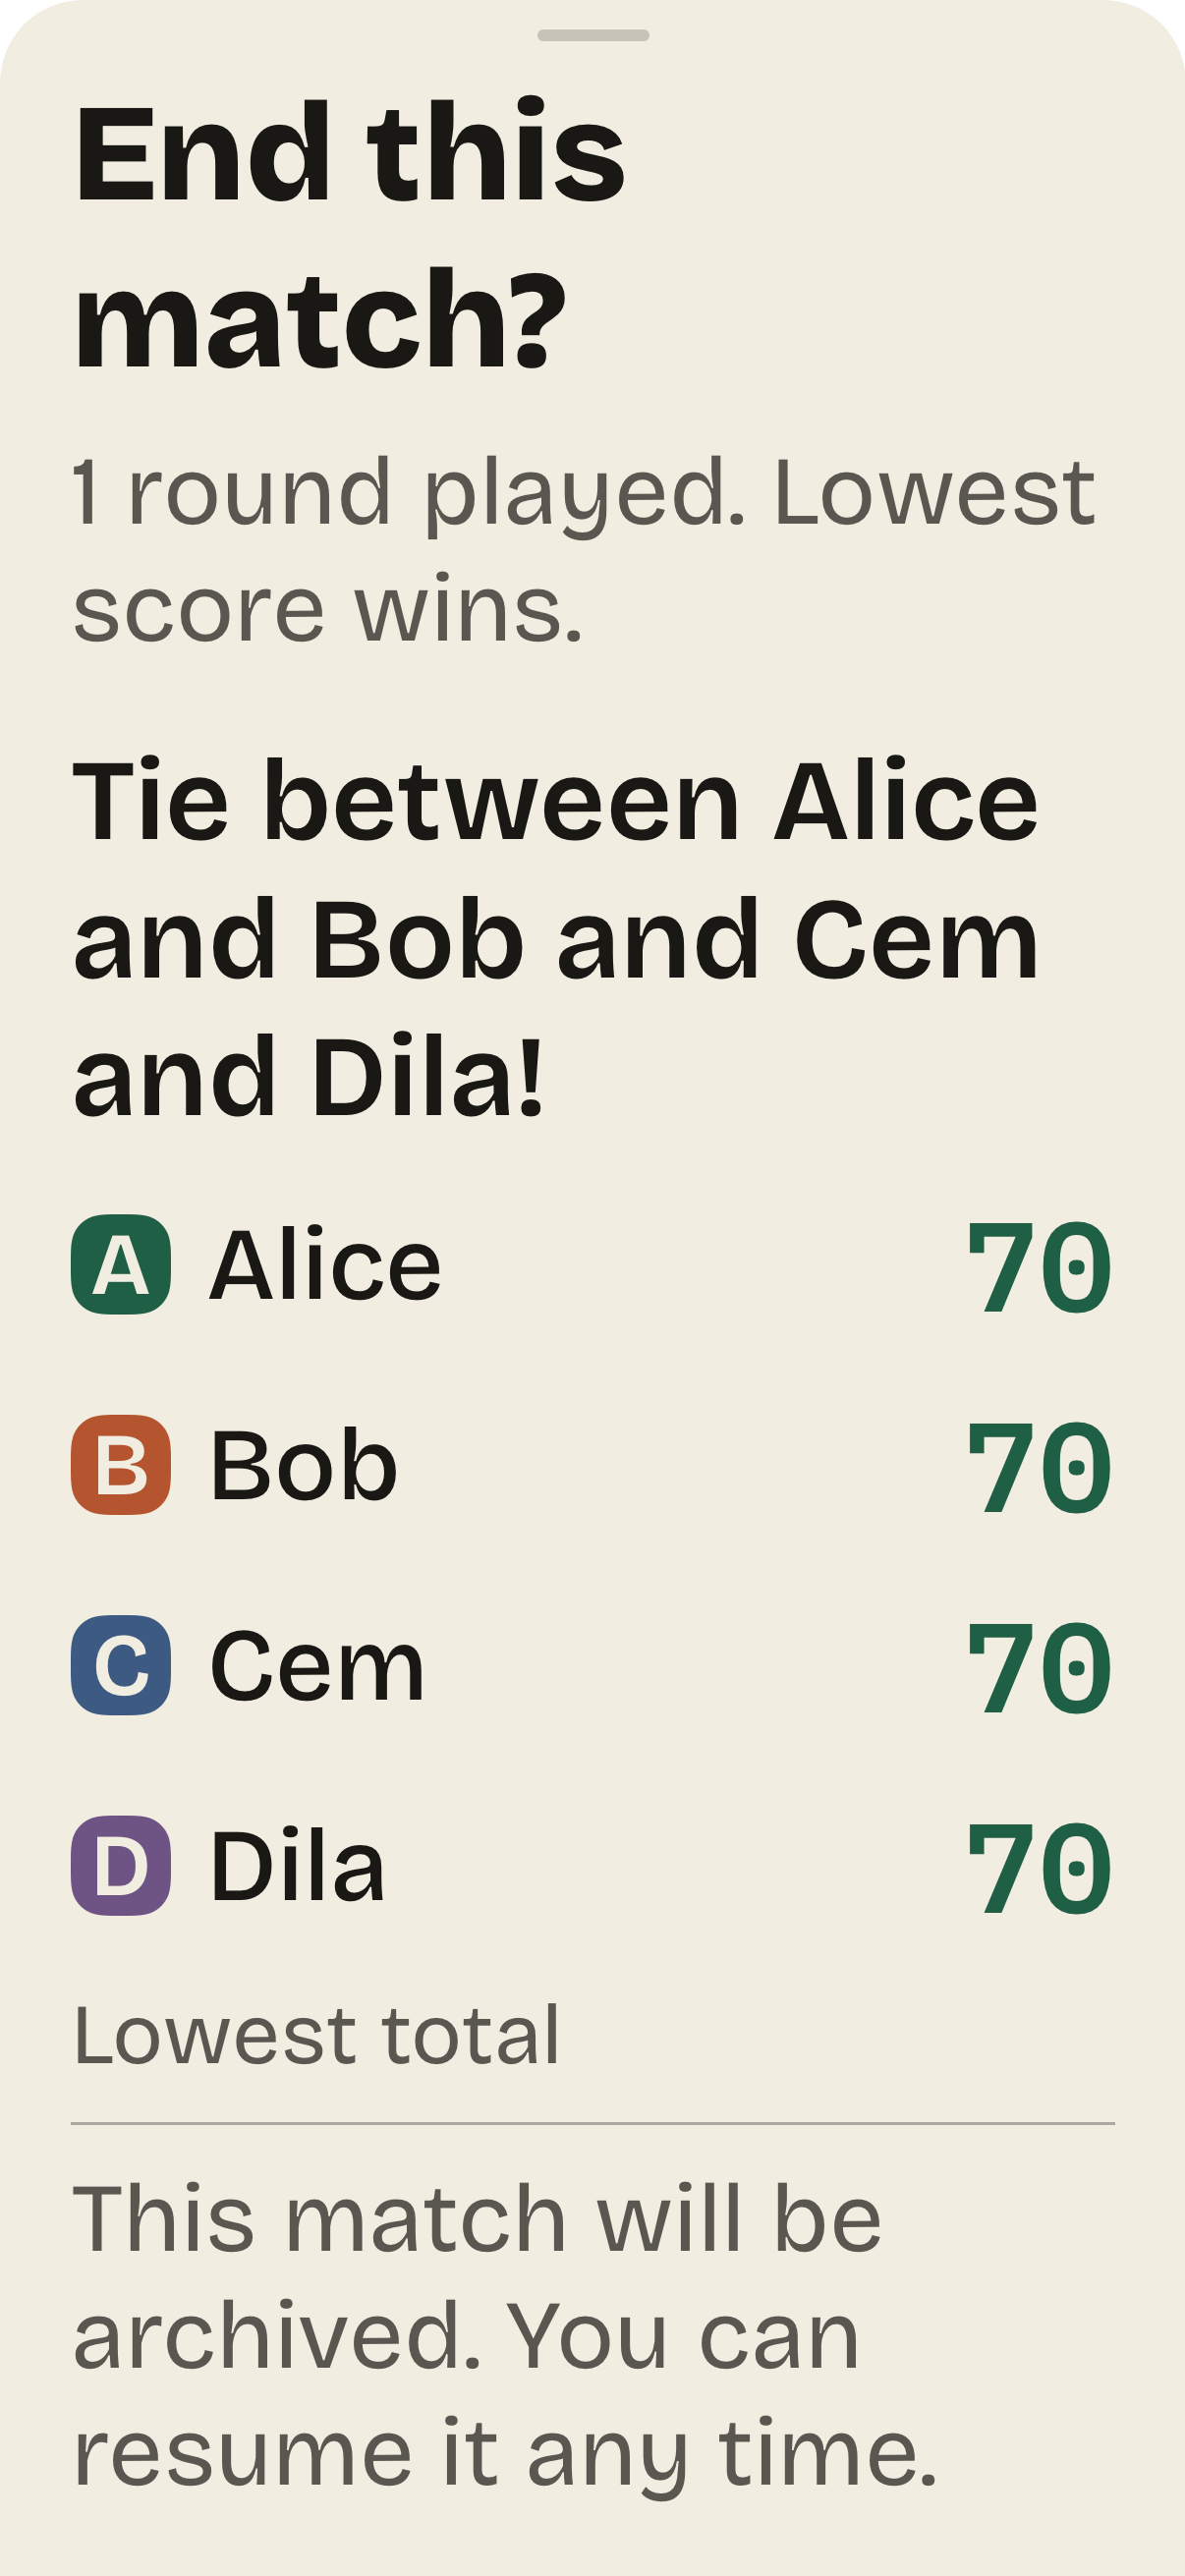 End this
match?
1 round played. Lowest
score wins.
Tie between Alice
and Bob and Cem
and Dila!
A Alice 70
B Bob 70
C Cem 70
D Dila 70
Lowest total
This match will be
archived. You can
resume it any time.